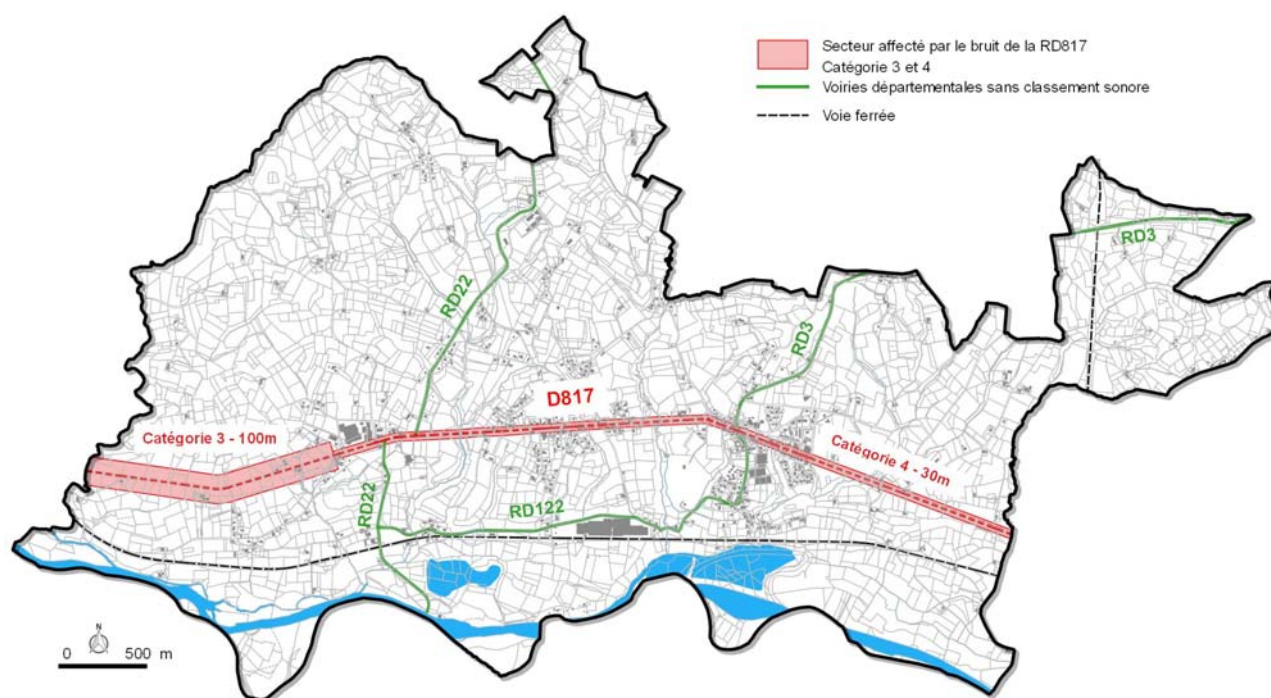 Secteur affecté par le bruit de la RD817
Catégorie 3 et 4
Voiries départementales sans classement sonore
Voie ferrée
RD3
RD22
RD3
D817
Catégorie 3 - 100m
Catégorie 4 - 30m
RD22
RD122
N
0 500 m